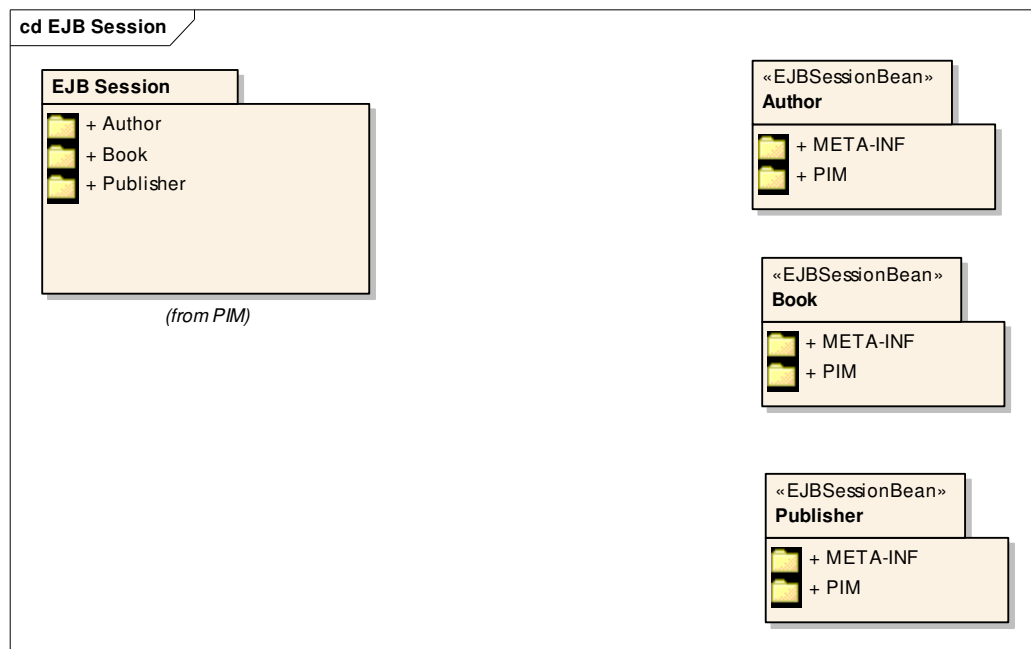 cd EJB Session
EJB Session
+ Author
+ Book
+ Publisher
(from PIM)
«EJBSessionBean»
Author
+ META-INF
+ PIM
«EJBSessionBean»
Book
+ META-INF
+ PIM
«EJBSessionBean»
Publisher
+ META-INF
+ PIM